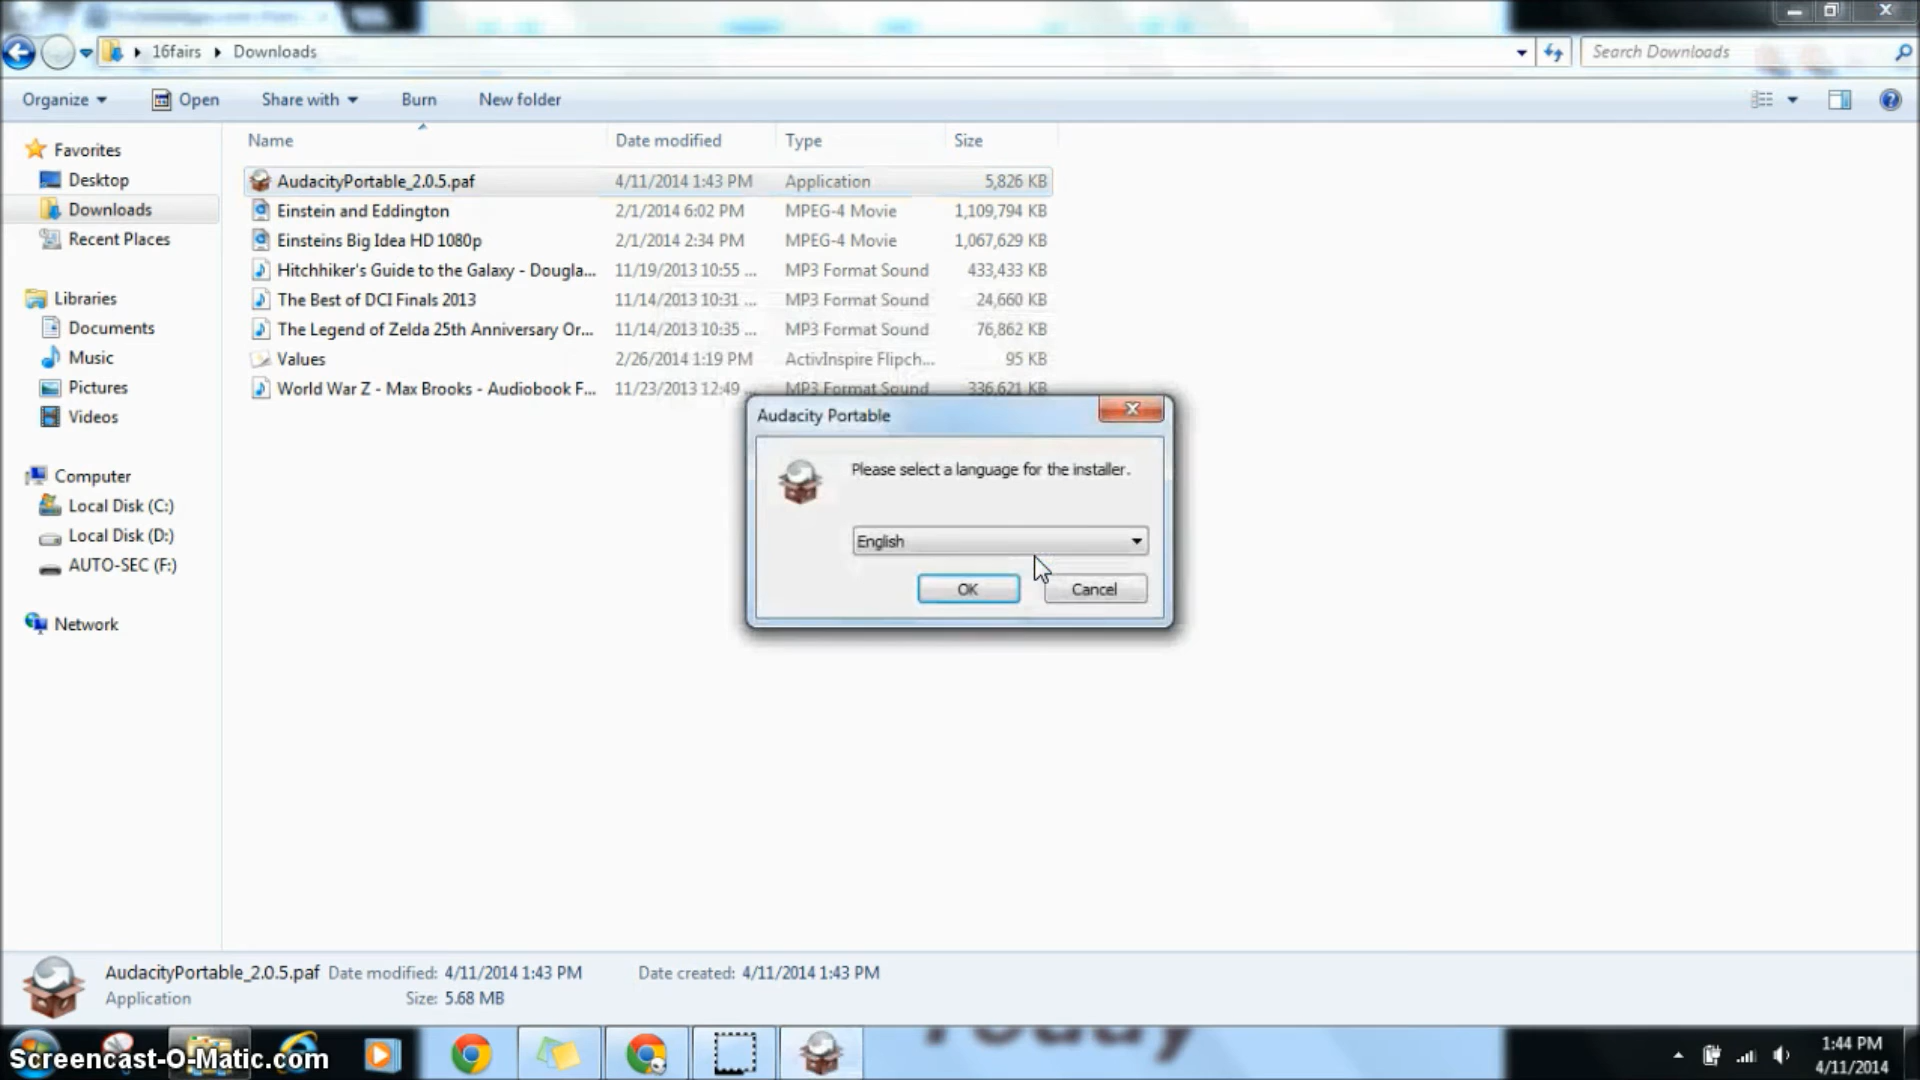 16fairs Downloads
Search Downloads
Organize Open Share with Burn New folder
Name Date modified Type Size
Favorites
Desktop
Downloads
Recent Places
Libraries
Documents
Music
Pictures
Videos
Computer
Local Disk (C:)
Local Disk (D:)
AUTO-SEC (F:)
Network
AudacityPortable_2.0.5.paf 4/11/2014 1:43 PM Application 5,826 KB
Einstein and Eddington 2/1/2014 6:02 PM MPEG-4 Movie 1,109,794 KB
Einsteins Big Idea HD 1080p 2/1/2014 2:34 PM MPEG-4 Movie 1,067,629 KB
Hitchhiker's Guide to the Galaxy - Dougla... 11/19/2013 10:55 ... MP3 Format Sound 433,433 KB
The Best of DCI Finals 2013 11/14/2013 10:31 ... MP3 Format Sound 24,660 KB
The Legend of Zelda 25th Anniversary Or... 11/14/2013 10:35 ... MP3 Format Sound 76,862 KB
Values 2/26/2014 1:19 PM ActivInspire Flipch... 95 KB
World War Z - Max Brooks - Audiobook F... 11/23/2013 12:49 ... MP3 Format Sound 336,621 KB
Audacity Portable
Please select a language for the installer.
English
OK Cancel
AudacityPortable_2.0.5.paf Date modified: 4/11/2014 1:43 PM Date created: 4/11/2014 1:43 PM
Application Size: 5.68 MB
Today
Screencast-O-Matic.com
1:44 PM
4/11/2014